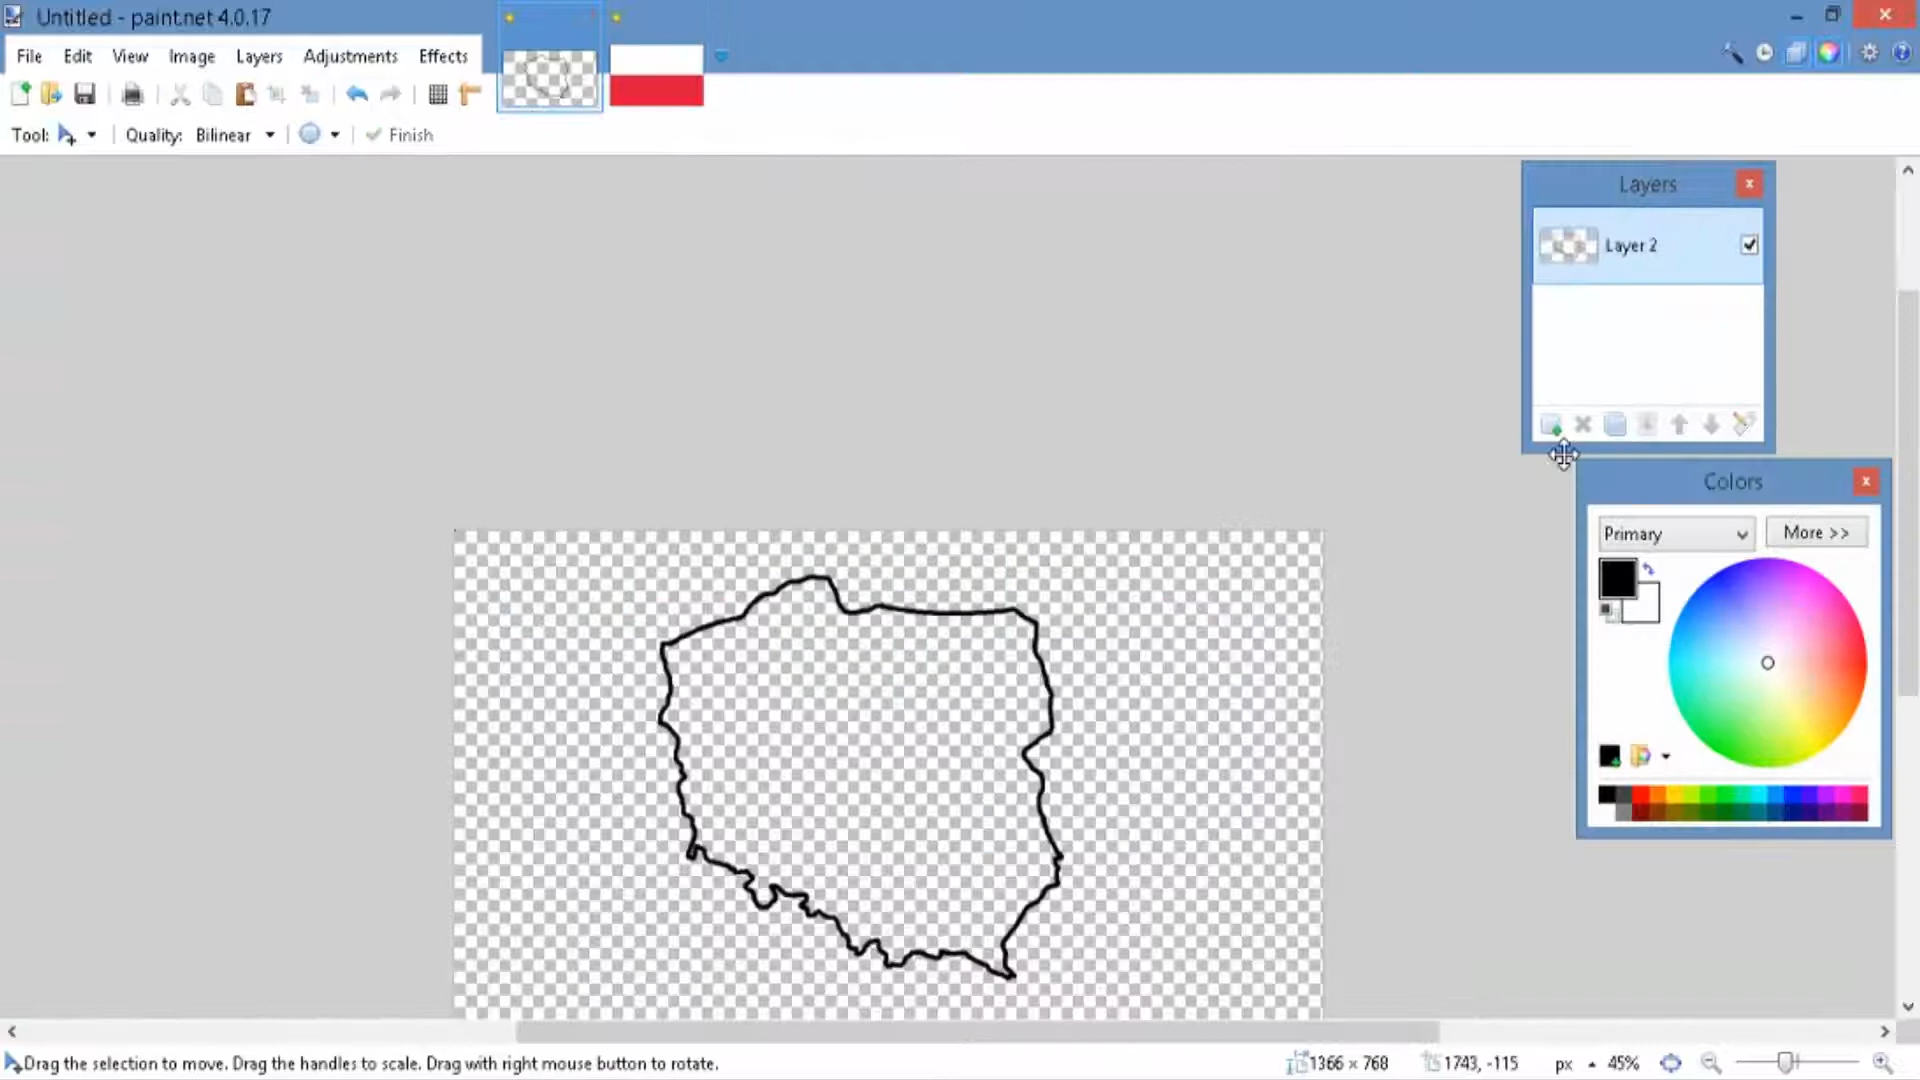 Untitled - paint.net 4.0.17
File Edit View Image Layers Adjustments Effects
Tool: Quality: Bilinear Finish
Layers
Layer 2
Colors
Primary More >>
Drag the selection to move. Drag the handles to scale. Drag with right mouse button to rotate. 1366 × 768 1743, -115 px 45%